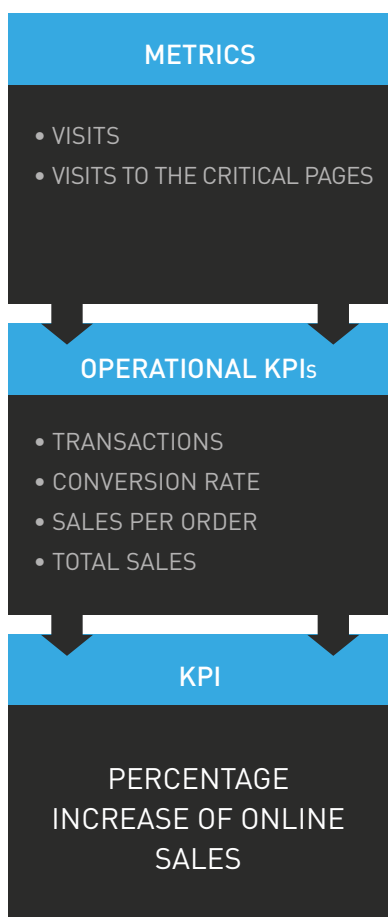 METRICS
• VISITS
• VISITS TO THE CRITICAL PAGES
OPERATIONAL KPIs
• TRANSACTIONS
• CONVERSION RATE
• SALES PER ORDER
• TOTAL SALES
KPI
PERCENTAGE
INCREASE OF ONLINE
SALES